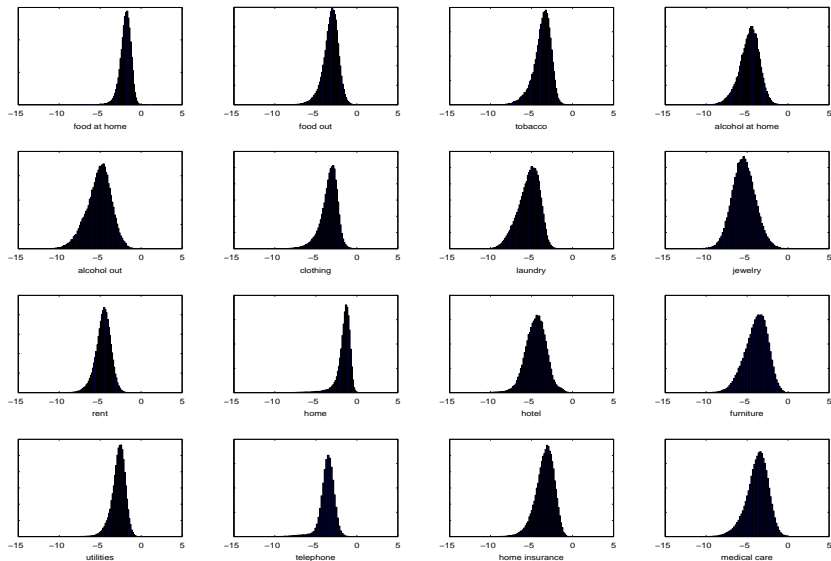 −15 −10 −5 0 5 −15 −10 −5 0 5 −15 −10 −5 0 5 −15 −10 −5 0 5
food at home food out tobacco alcohol at home
−15 −10 −5 0 5 −15 −10 −5 0 5 −15 −10 −5 0 5 −15 −10 −5 0 5
alcohol out clothing laundry jewelry
−15 −10 −5 0 5 −15 −10 −5 0 5 −15 −10 −5 0 5 −15 −10 −5 0 5
rent home hotel furniture
−15 −10 −5 0 5 −15 −10 −5 0 5 −15 −10 −5 0 5 −15 −10 −5 0 5
utilities telephone home insurance medical care